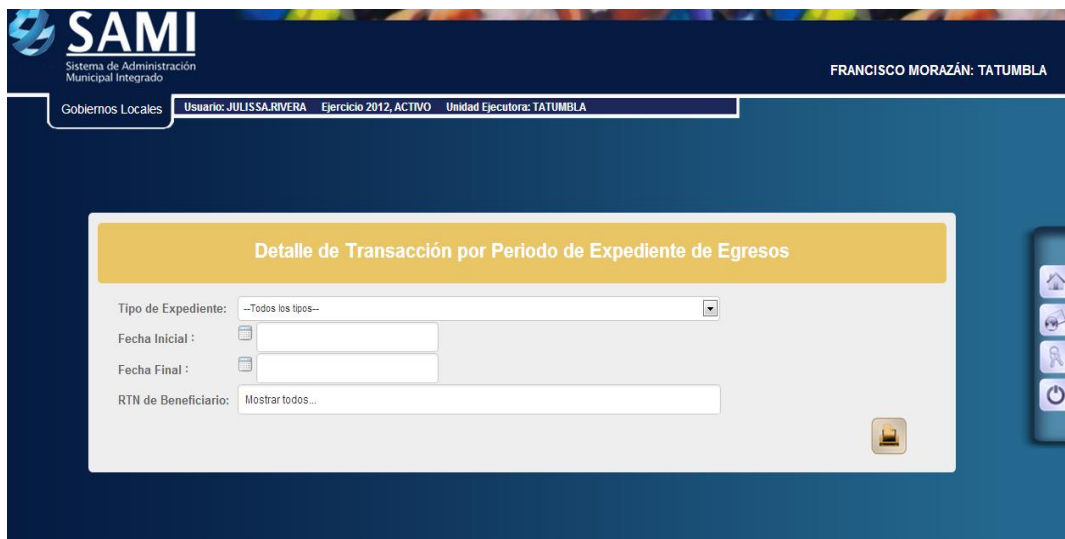 SAMI
Sistema de Administración
Municipal Integrado
FRANCISCO MORAZÁN: TATUMBLA
Gobiernos Locales
Usuario: JULISSA.RIVERA Ejercicio 2012, ACTIVO Unidad Ejecutora: TATUMBLA
Detalle de Transacción por Periodo de Expediente de Egresos
Tipo de Expediente: --Todos los tipos--
Fecha Inicial :
Fecha Final :
RTN de Beneficiario: Mostrar todos...